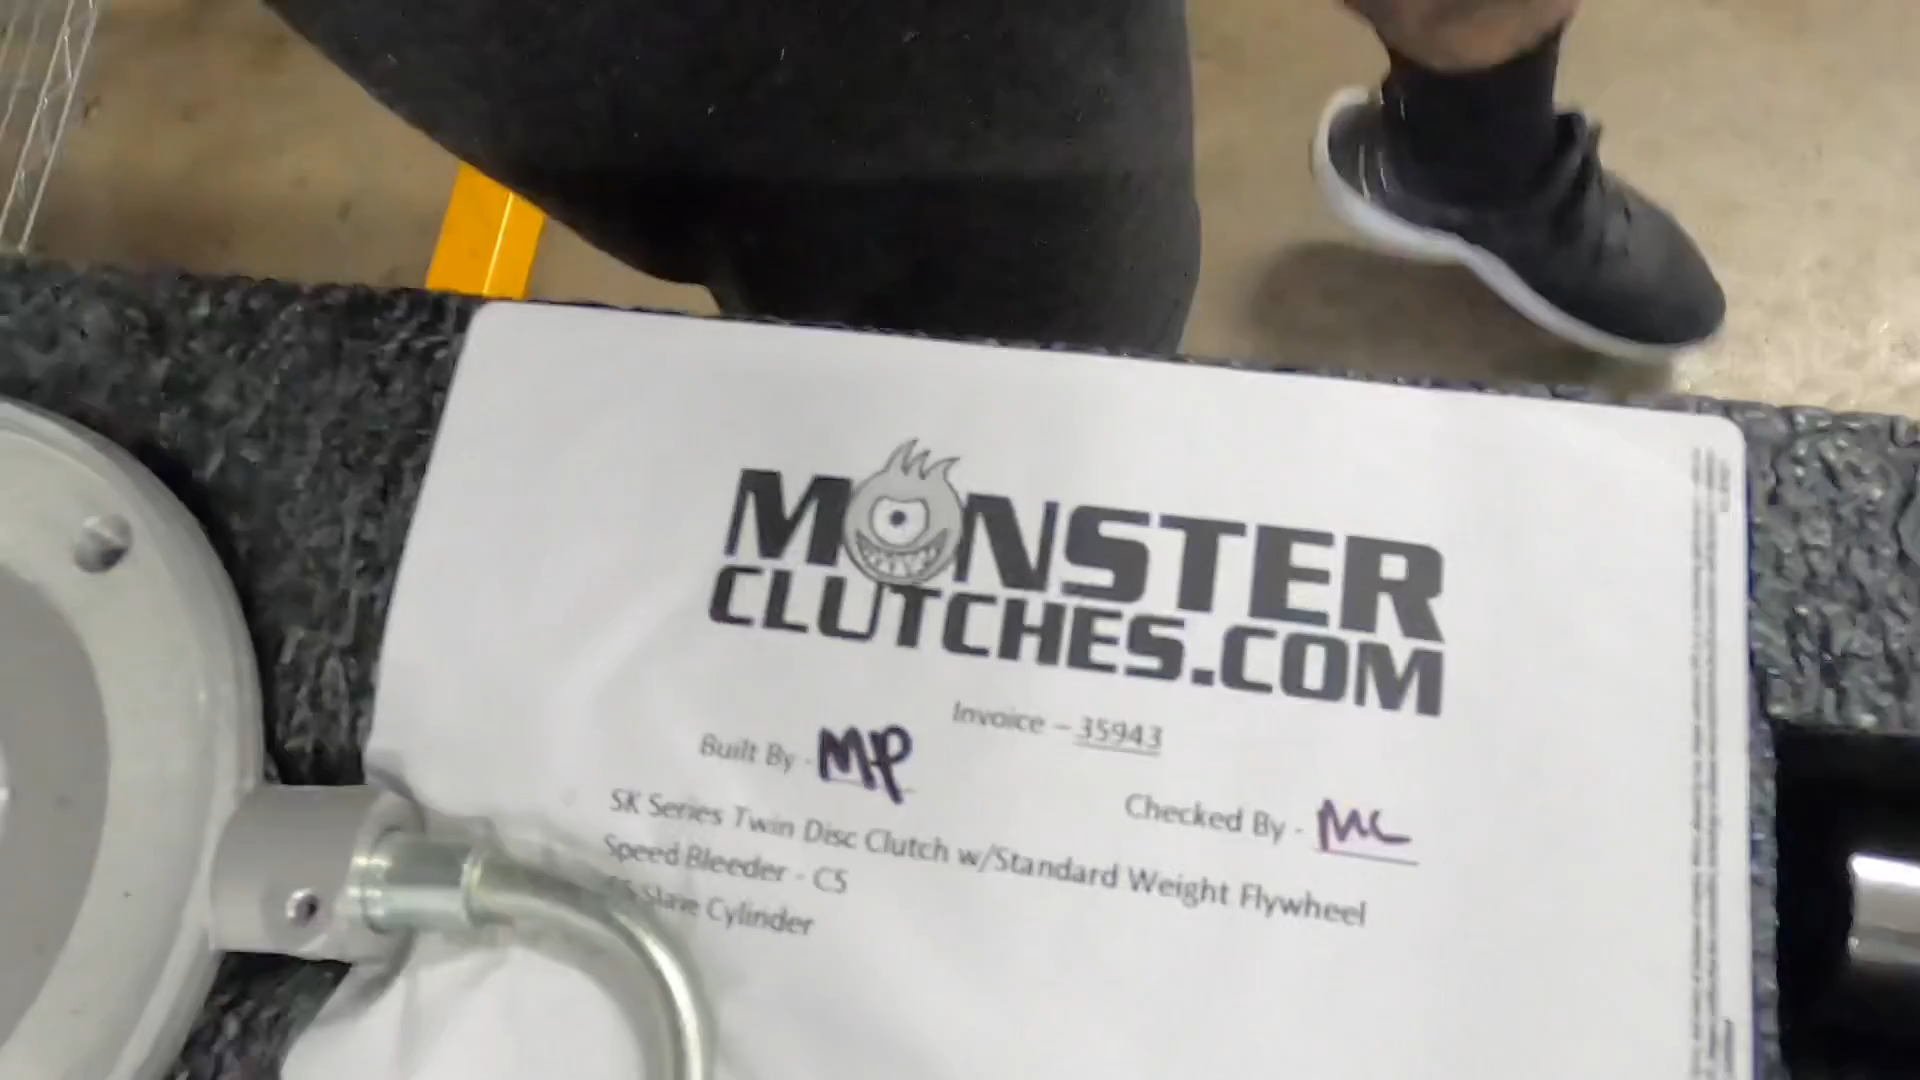 MONSTER
CLUTCHES.COM
Invoice – 35943
Built By - MP
Checked By - MC
SK Series Twin Disc Clutch w/Standard Weight Flywheel
Speed Bleeder - C5
Slave Cylinder